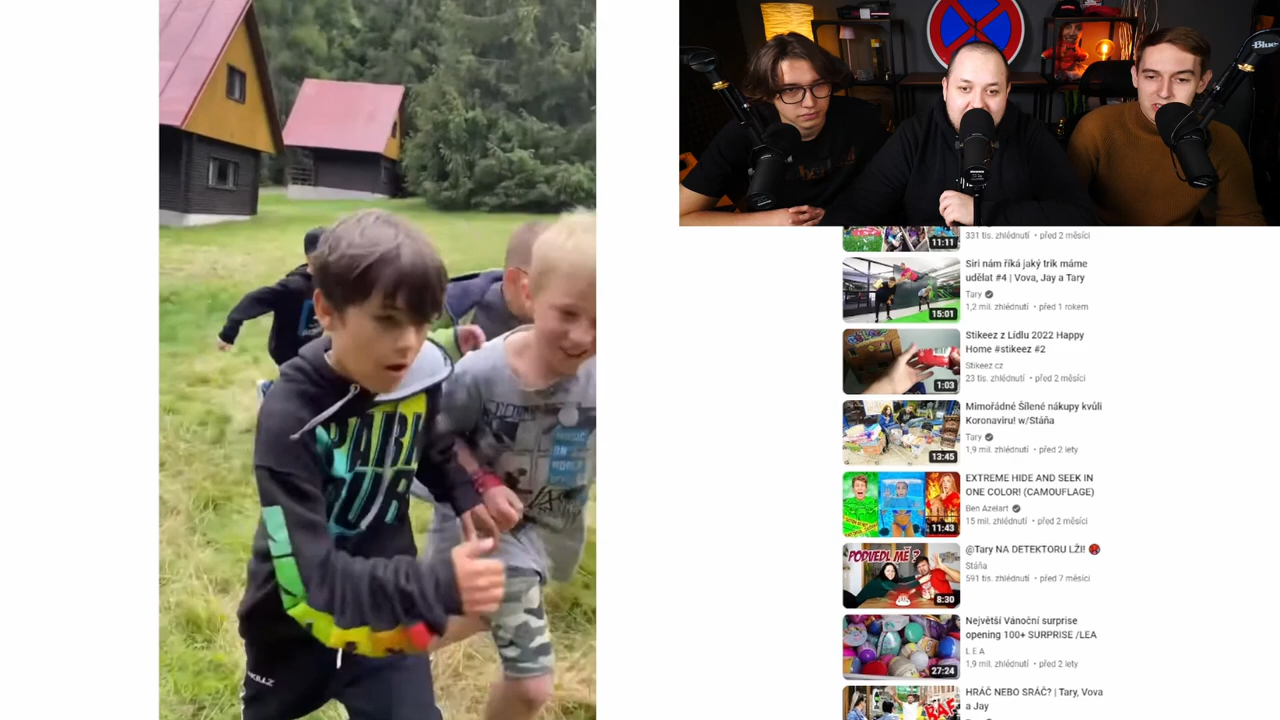 Blue
11:11
331 tis. zhlédnutí • před 2 měsíci
15:01
Siri nám říká jaký trik máme
udělat #4 | Vova, Jay a Tary
Tary
1,2 mil. zhlédnutí • před 1 rokem
1:03
Stikeez z Lídlu 2022 Happy
Home #stikeez #2
Stikeez cz
23 tis. zhlédnutí • před 2 měsíci
13:45
Mimořádné Šílené nákupy kvůli
Koronaviru! w/Stáňa
Tary
1,9 mil. zhlédnutí • před 2 lety
11:43
EXTREME HIDE AND SEEK IN
ONE COLOR! (CAMOUFLAGE)
Ben Azelart
15 mil. zhlédnutí • před 2 měsíci
PODVEDL MĚ?
8:30
@Tary NA DETEKTORU LŽI!
Stáňa
591 tis. zhlédnutí • před 7 měsíci
27:24
Největší Vánoční surprise
opening 100+ SURPRISE /LEA
L E A
1,9 mil. zhlédnutí • před 2 lety
HRÁČ NEBO SRÁČ? | Tary, Vova
a Jay